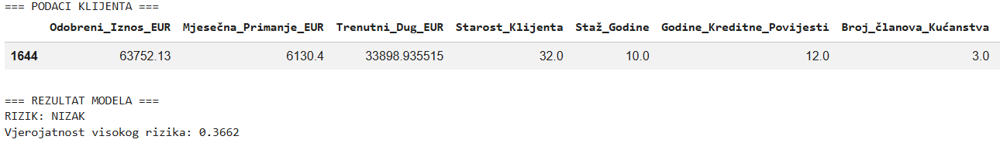 === PODACI KLIJENTA ===
Odobreni_Iznos_EUR Mjesečna_Primanje_EUR Trenutni_Dug_EUR Starost_Klijenta Staž_Godine Godine_Kreditne_Povijesti Broj_članova_Kućanstva
1644 63752.13 6130.4 33898.935515 32.0 10.0 12.0 3.0
=== REZULTAT MODELA ===
RIZIK: NIZAK
Vjerojatnost visokog rizika: 0.3662